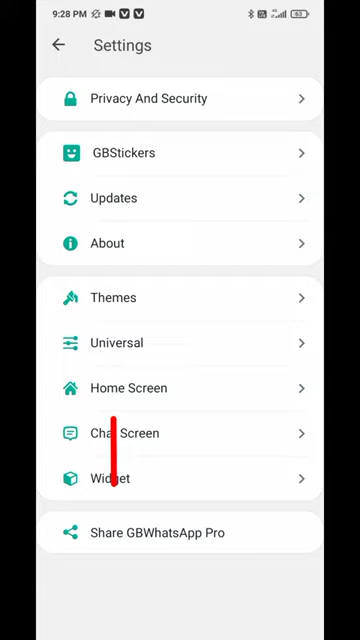 9:28 PM 63
Settings
Privacy And Security
GBStickers
Updates
About
Themes
Universal
Home Screen
Chat Screen
Widget
Share GBWhatsApp Pro